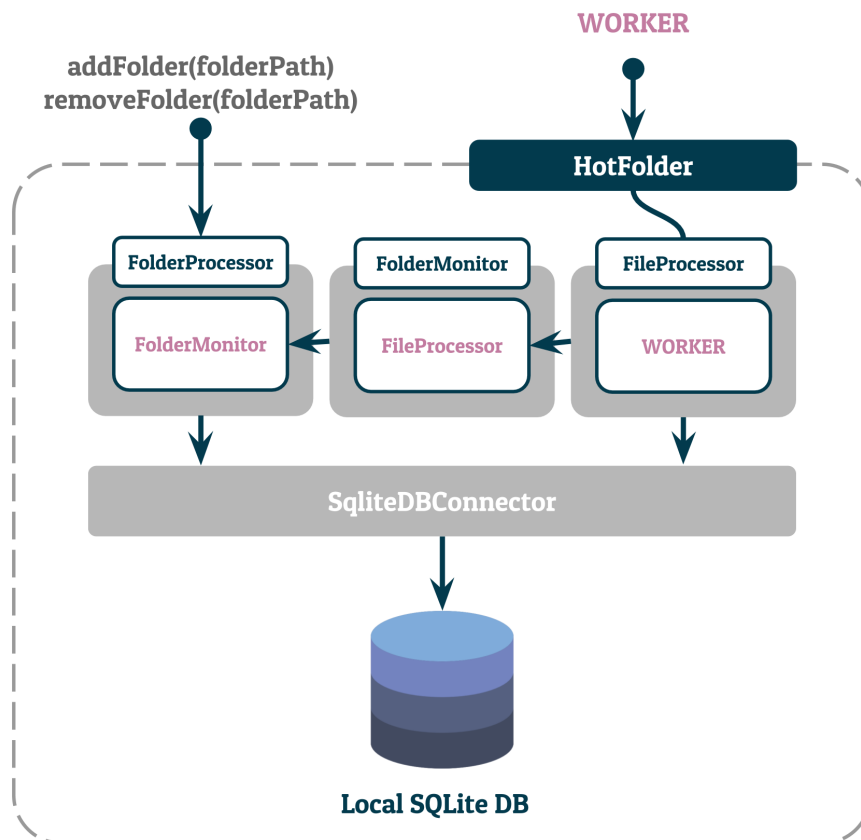 WORKER
addFolder(folderPath)
removeFolder(folderPath)
HotFolder
FolderProcessor
FolderMonitor
FileProcessor
FolderMonitor
FileProcessor
WORKER
SqliteDBConnector
Local SQLite DB